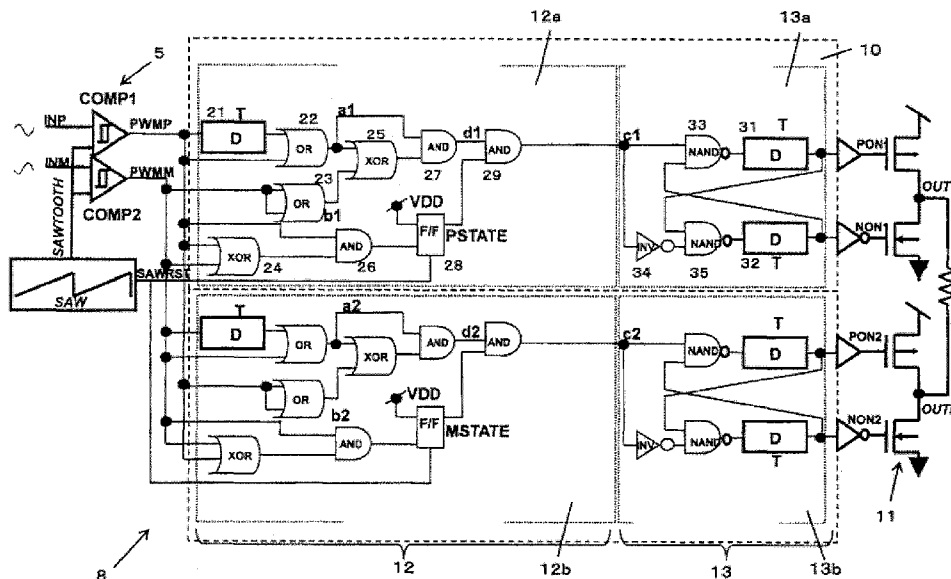 12a
13a
10
5
COMP1
INP
PWMP
21
T
D
22
OR
a1
25
XOR
AND
27
d1
AND
29
c1
33
NAND
31
T
D
PON1
INM
PWMM
COMP2
23
OR
b1
VDD
F/F
PSTATE
28
OUT
NON1
SAWTOOTH
XOR
24
AND
26
INV
34
NAND
35
D
32
T
SAWRST
SAW
T
D
OR
a2
XOR
AND
d2
AND
c2
NAND
T
D
PON2
OR
b2
VDD
F/F
MSTATE
OUT
NON2
XOR
AND
INV
NAND
D
T
11
8
12
12b
13
13b